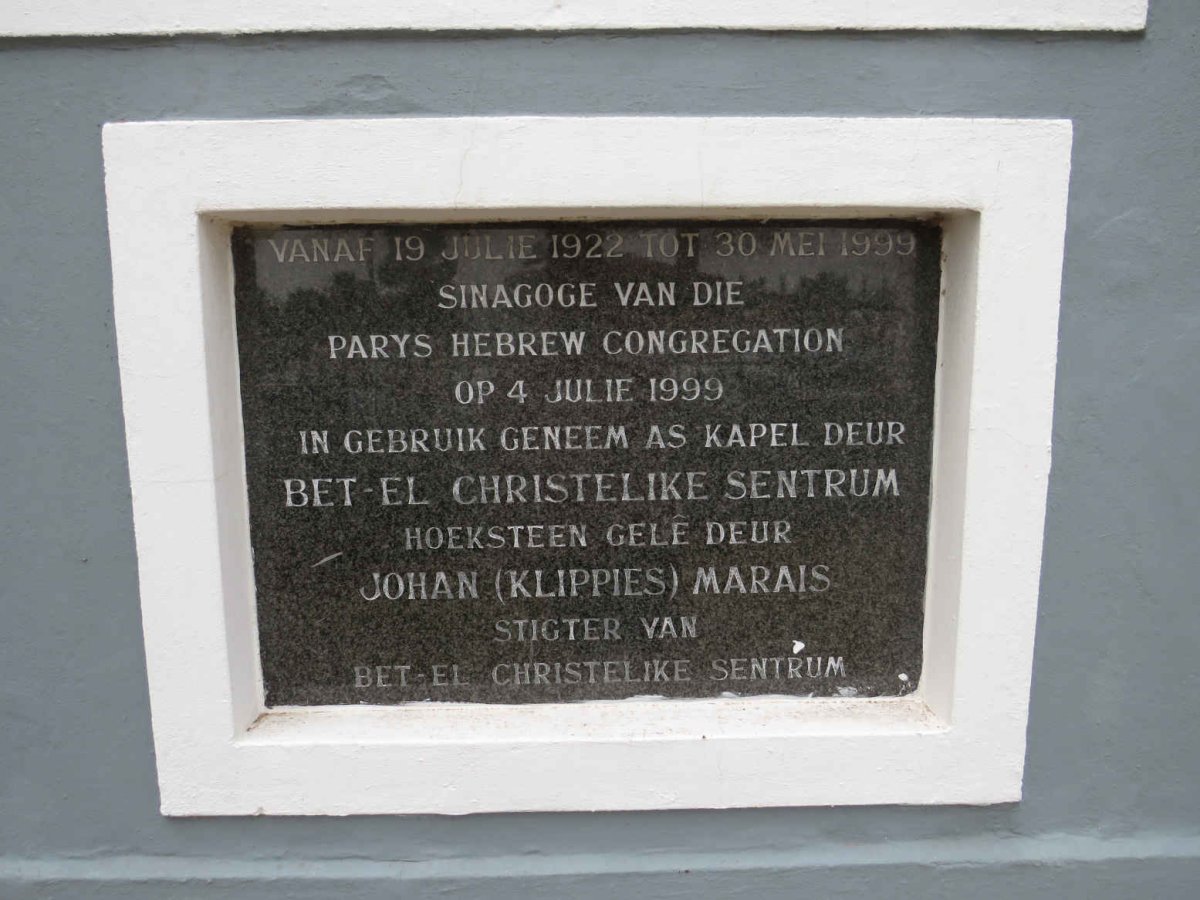 VANAF 19 JULIE 1922 TOT 30 MEI 1999
SINAGOGE VAN DIE
PARYS HEBREW CONGREGATION
OP 4 JULIE 1999
IN GEBRUIK GENEEM AS KAPEL DEUR
BET-EL CHRISTELIKE SENTRUM
HOEKSTEEN GELÊ DEUR
JOHAN (KLIPPIES) MARAIS
STIGTER VAN
BET-EL CHRISTELIKE SENTRUM